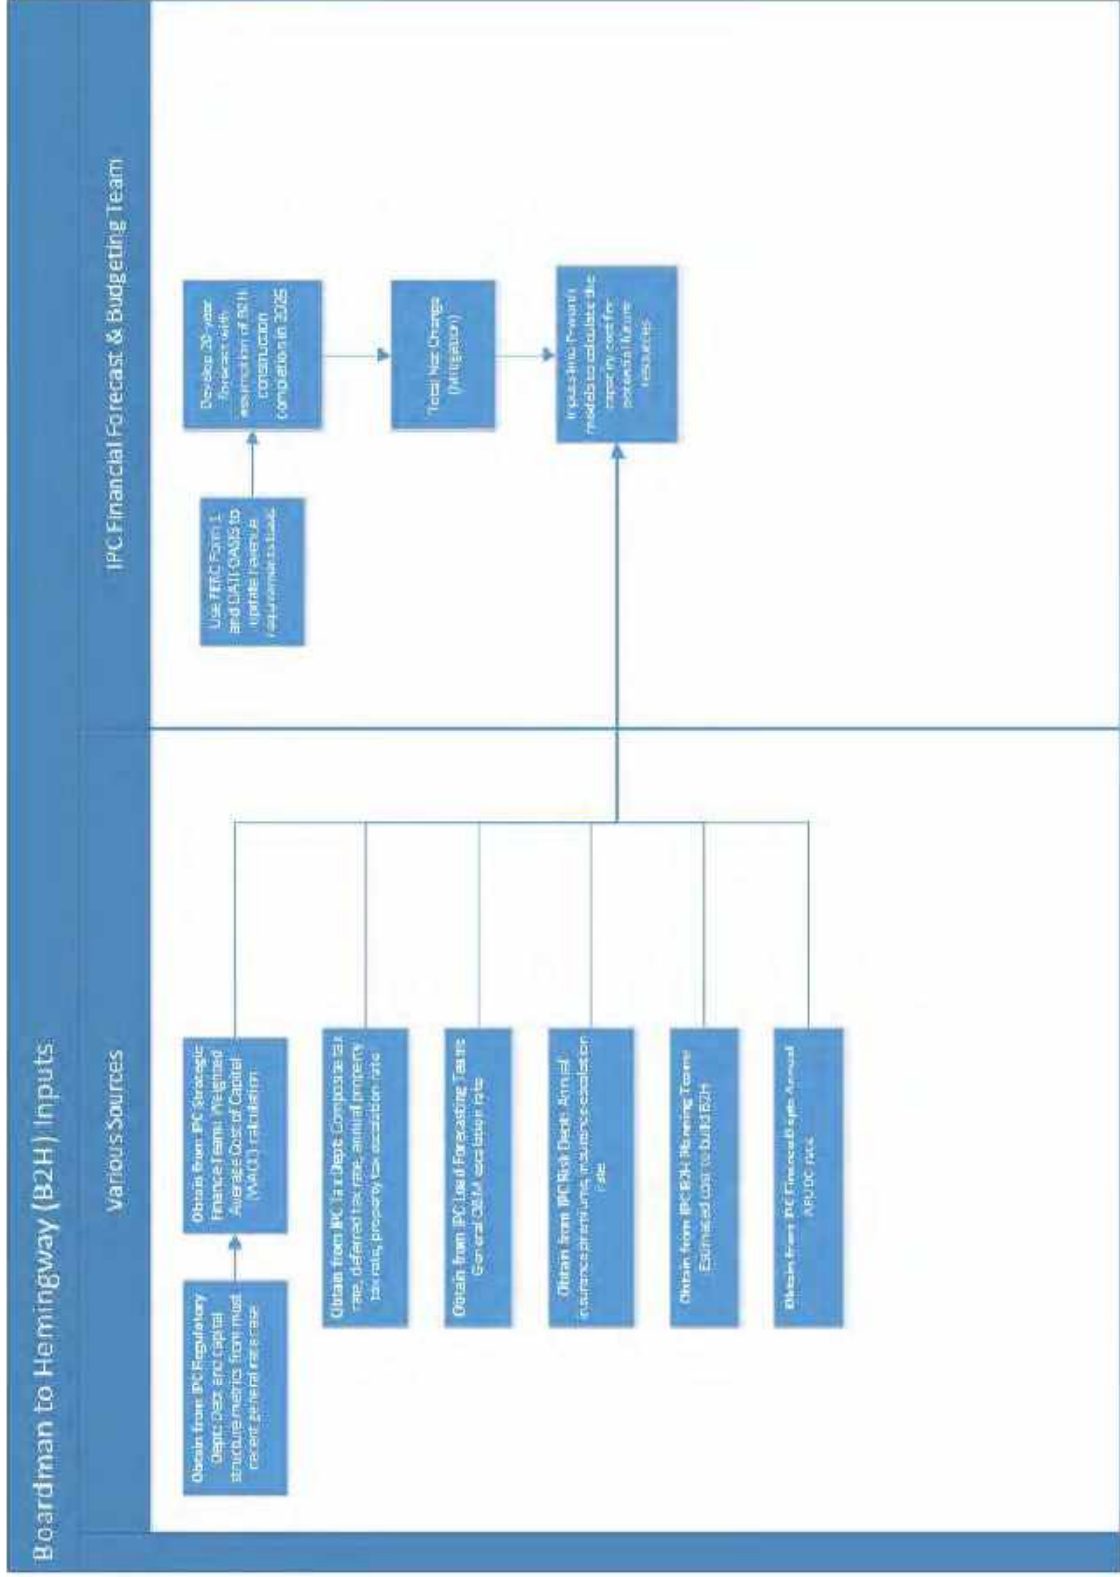 Boardman to Hemingway (B2H) Inputs
Various Sources
IPC Financial Forecast & Budgeting Team
Obtain from IPC Regulatory
Dept: Debt and capital
structure metrics from most
recent general rate case
Obtain from IPC Strategic
Finance Team: Weighted
Average Cost of Capital
(WACC) calculation
Obtain from IPC Tax Dept: Composite tax
rate, deferred tax rate, annual property
tax rate, property tax escalation rate
Obtain from IPC Load Forecasting Team:
General O&M escalation rate
Obtain from IPC Risk Dept: Annual
insurance premiums, insurance escalation
rate
Obtain from IPC B2H Planning Team:
Estimated cost to build B2H
Obtain from IPC Finance Dept: Annual
AFUDC rate
Use FERC Form 1
and OATI OASIS to
update revenue
requirements base
Develop 20-year
forecast with
assumption of B2H
construction
completion in 2026
Total Net Change
(Mitigation)
Inputs into P-Worth
models to calculate the
capacity cost for
potential future
resources